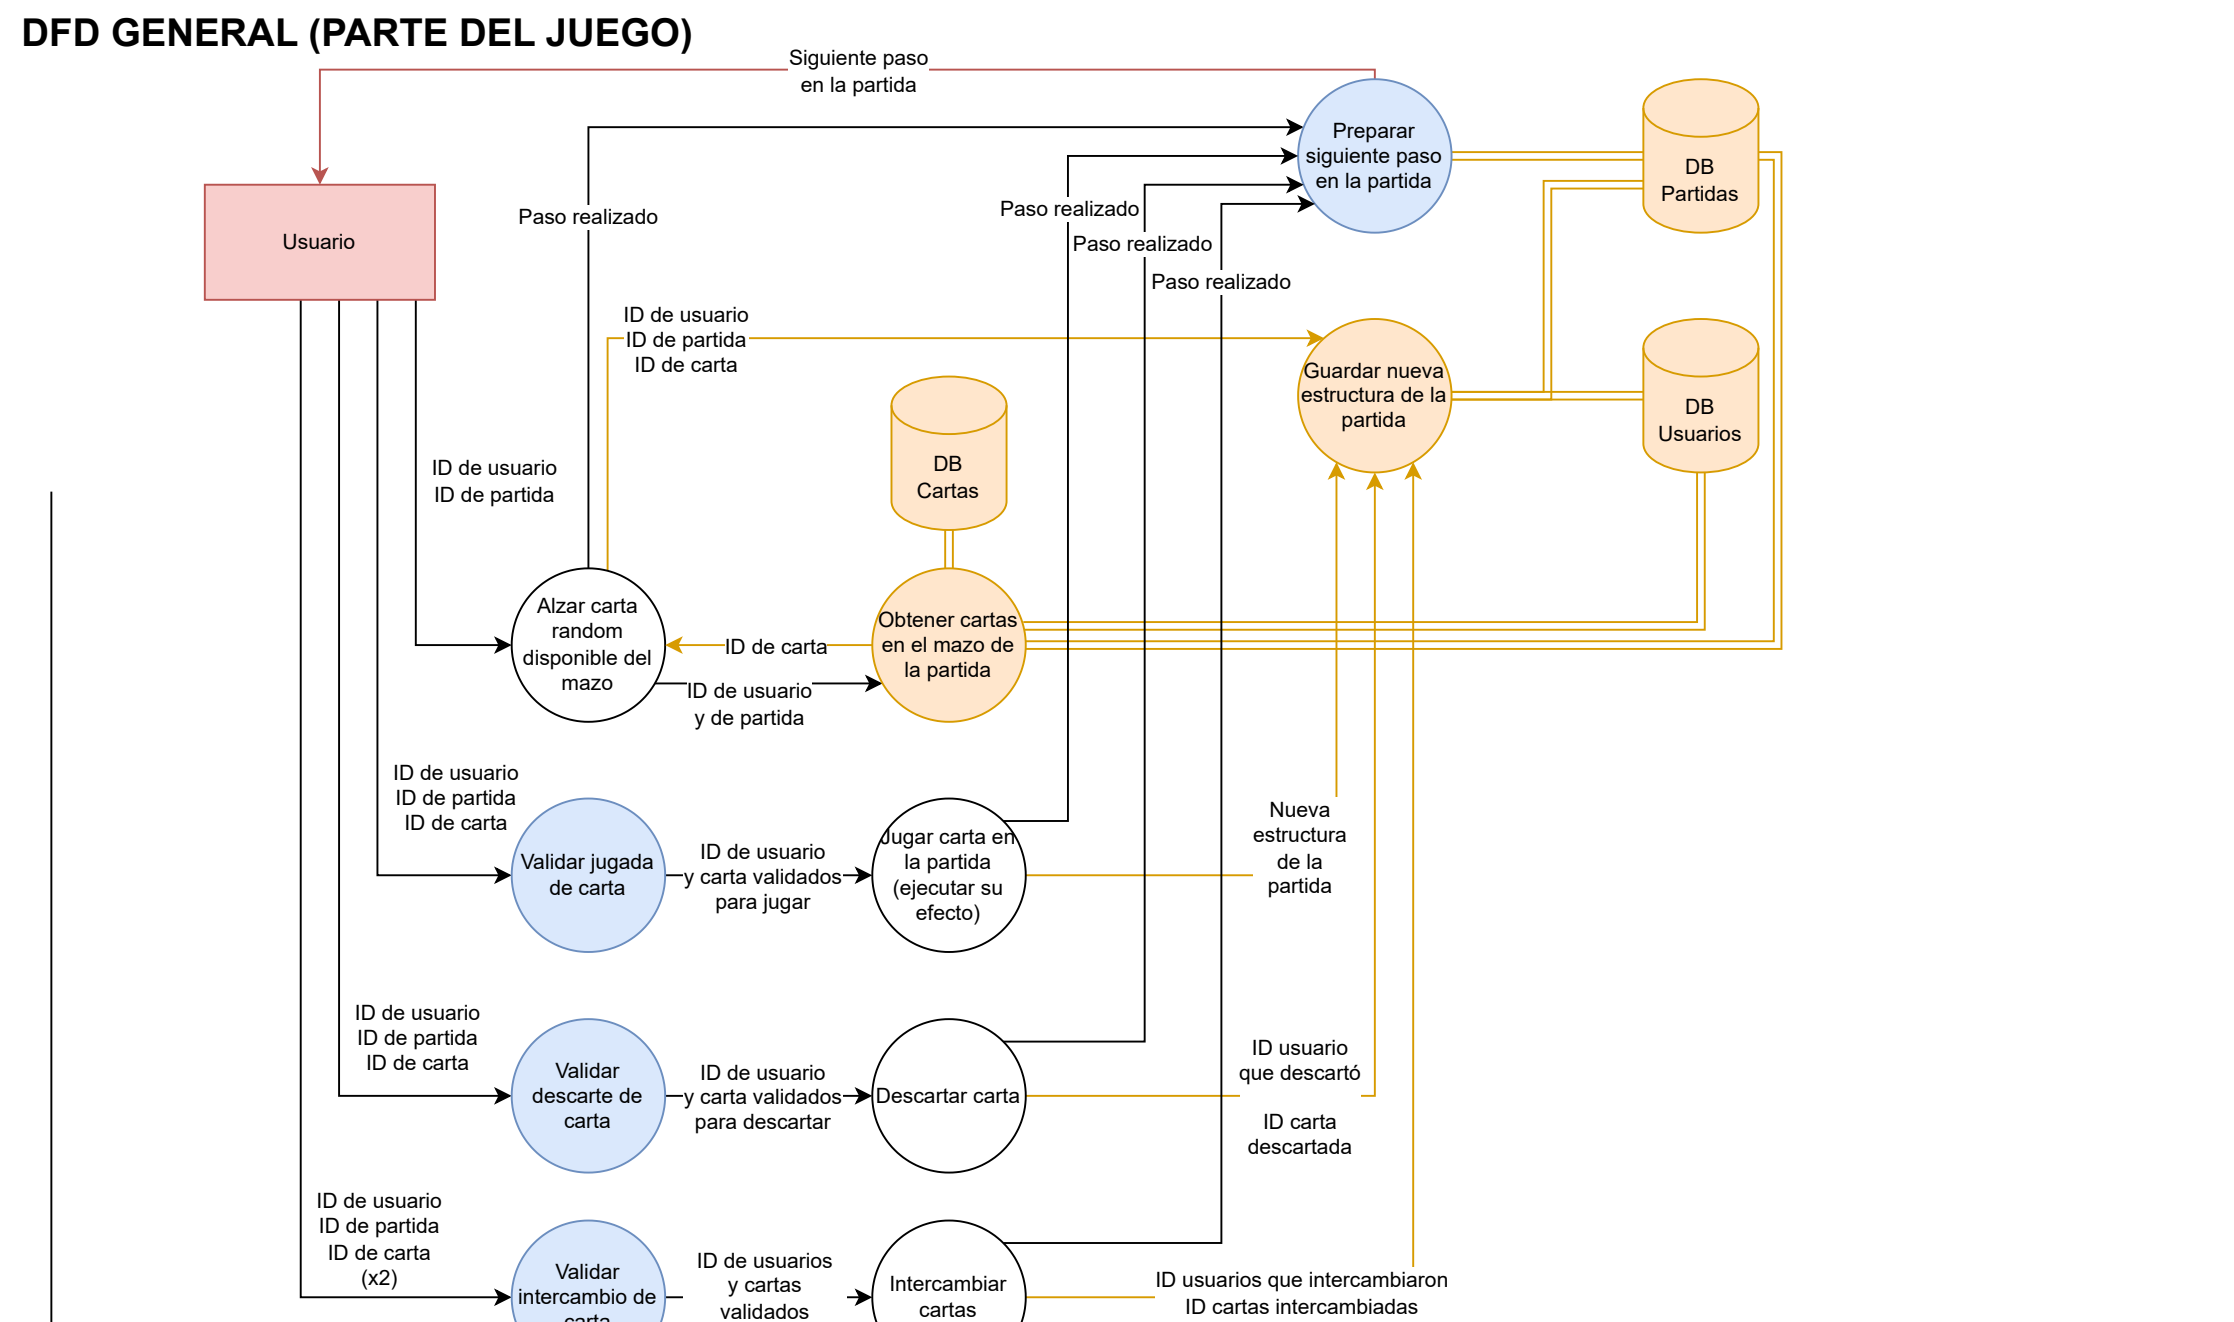 DFD GENERAL (PARTE DEL JUEGO)
Siguiente paso
en la partida
Preparar
siguiente paso
en la partida
DB
Partidas
Usuario
Paso realizado
Paso realizado
Paso realizado
Paso realizado
ID de usuario
ID de partida
ID de carta
Guardar nueva
estructura de la
partida
DB
Usuarios
DB
Cartas
ID de usuario
ID de partida
Alzar carta
random
disponible del
mazo
ID de carta
Obtener cartas
en el mazo de
la partida
ID de usuario
y de partida
ID de usuario
ID de partida
ID de carta
Validar jugada
de carta
ID de usuario
y carta validados
para jugar
Jugar carta en
la partida
(ejecutar su
efecto)
Nueva
estructura
de la
partida
ID de usuario
ID de partida
ID de carta
Validar
descarte de
carta
ID de usuario
y carta validados
para descartar
Descartar carta
ID usuario
que descartó
ID carta
descartada
ID de usuario
ID de partida
ID de carta
(x2)
Validar
intercambio de
carta
ID de usuarios
y cartas
validados
Intercambiar
cartas
ID usuarios que intercambiaron
ID cartas intercambiadas